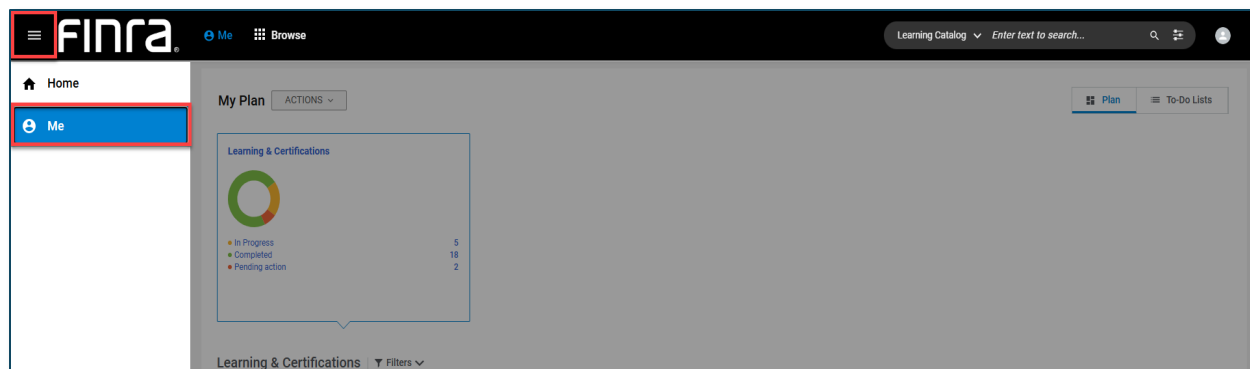 FINRA®
Me
Browse
Learning Catalog
Enter text to search...
Home
Me
My Plan
ACTIONS
Plan
To-Do Lists
Learning & Certifications
In Progress 5
Completed 18
Pending action 2
Learning & Certifications
Filters